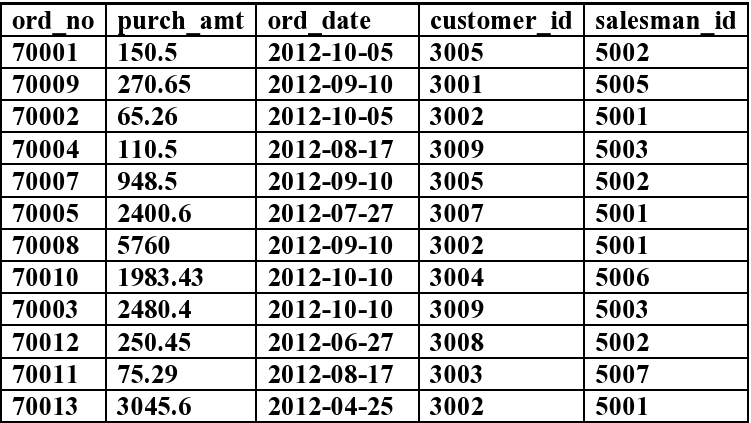 ord_no purch_amt ord_date customer_id salesman_id
70001 150.5 2012-10-05 3005 5002
70009 270.65 2012-09-10 3001 5005
70002 65.26 2012-10-05 3002 5001
70004 110.5 2012-08-17 3009 5003
70007 948.5 2012-09-10 3005 5002
70005 2400.6 2012-07-27 3007 5001
70008 5760 2012-09-10 3002 5001
70010 1983.43 2012-10-10 3004 5006
70003 2480.4 2012-10-10 3009 5003
70012 250.45 2012-06-27 3008 5002
70011 75.29 2012-08-17 3003 5007
70013 3045.6 2012-04-25 3002 5001